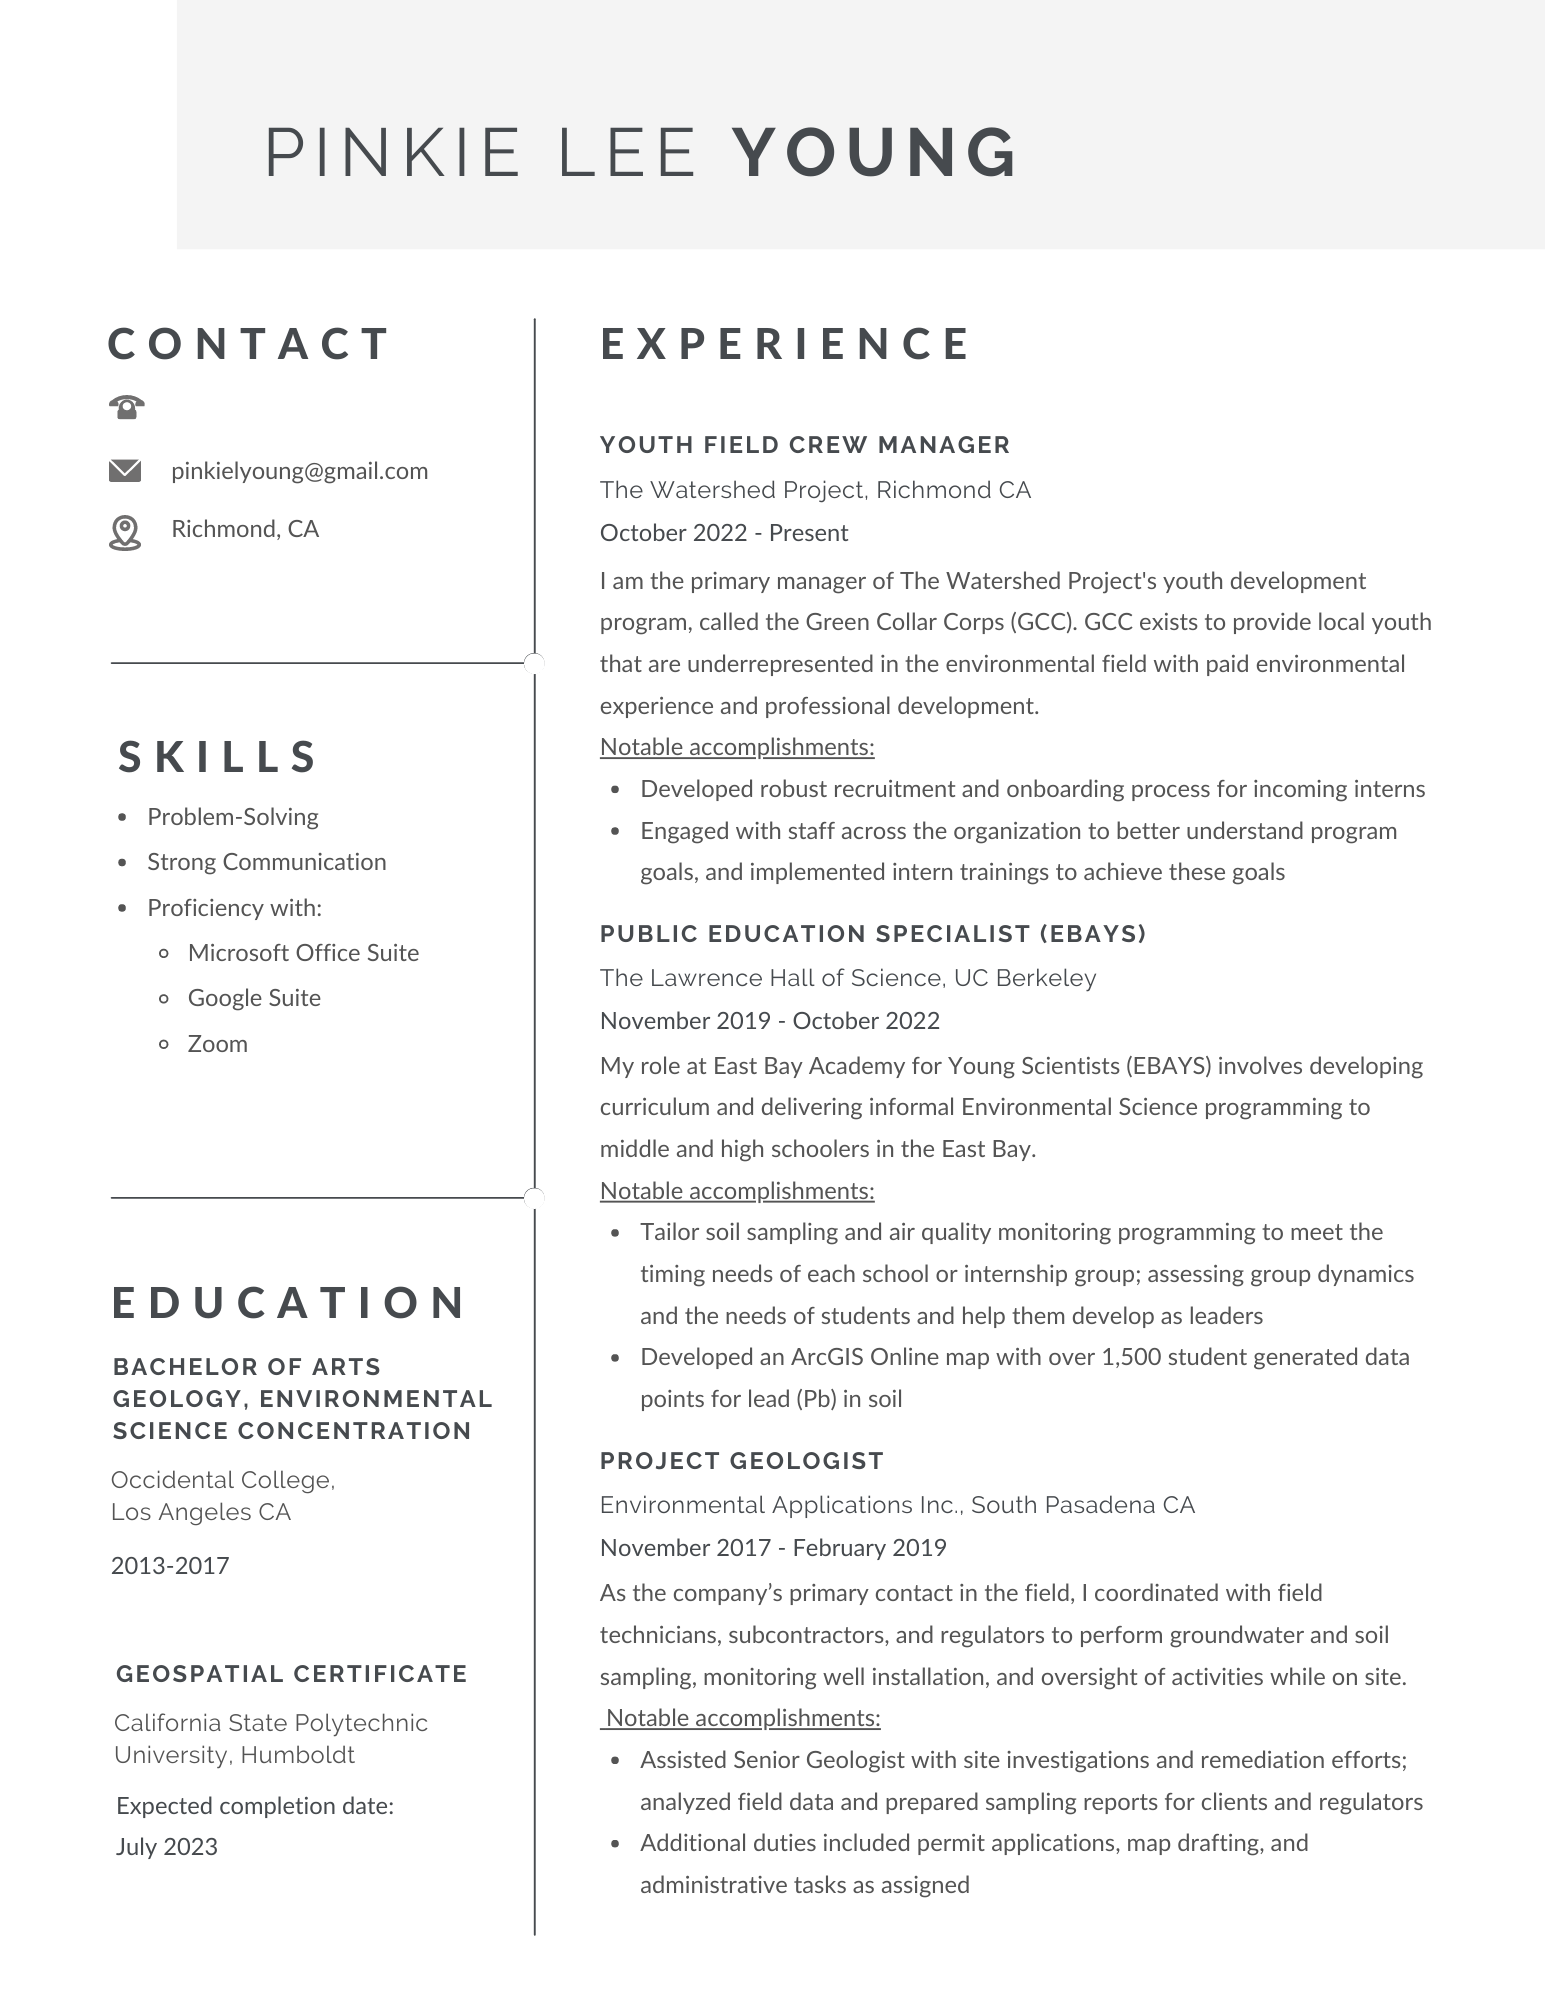 PINKIE LEE YOUNG
CONTACT
pinkielyoung@gmail.com
Richmond, CA
SKILLS
• Problem-Solving
• Strong Communication
• Proficiency with:
◦ Microsoft Office Suite
◦ Google Suite
◦ Zoom
EDUCATION
BACHELOR OF ARTS
GEOLOGY, ENVIRONMENTAL
SCIENCE CONCENTRATION
Occidental College,
Los Angeles CA
2013-2017
GEOSPATIAL CERTIFICATE
California State Polytechnic
University, Humboldt
Expected completion date:
July 2023
EXPERIENCE
YOUTH FIELD CREW MANAGER
The Watershed Project, Richmond CA
October 2022 - Present
I am the primary manager of The Watershed Project's youth development
program, called the Green Collar Corps (GCC). GCC exists to provide local youth
that are underrepresented in the environmental field with paid environmental
experience and professional development.
Notable accomplishments:
• Developed robust recruitment and onboarding process for incoming interns
• Engaged with staff across the organization to better understand program
goals, and implemented intern trainings to achieve these goals
PUBLIC EDUCATION SPECIALIST (EBAYS)
The Lawrence Hall of Science, UC Berkeley
November 2019 - October 2022
My role at East Bay Academy for Young Scientists (EBAYS) involves developing
curriculum and delivering informal Environmental Science programming to
middle and high schoolers in the East Bay.
Notable accomplishments:
• Tailor soil sampling and air quality monitoring programming to meet the
timing needs of each school or internship group; assessing group dynamics
and the needs of students and help them develop as leaders
• Developed an ArcGIS Online map with over 1,500 student generated data
points for lead (Pb) in soil
PROJECT GEOLOGIST
Environmental Applications Inc., South Pasadena CA
November 2017 - February 2019
As the company’s primary contact in the field, I coordinated with field
technicians, subcontractors, and regulators to perform groundwater and soil
sampling, monitoring well installation, and oversight of activities while on site.
Notable accomplishments:
• Assisted Senior Geologist with site investigations and remediation efforts;
analyzed field data and prepared sampling reports for clients and regulators
• Additional duties included permit applications, map drafting, and
administrative tasks as assigned